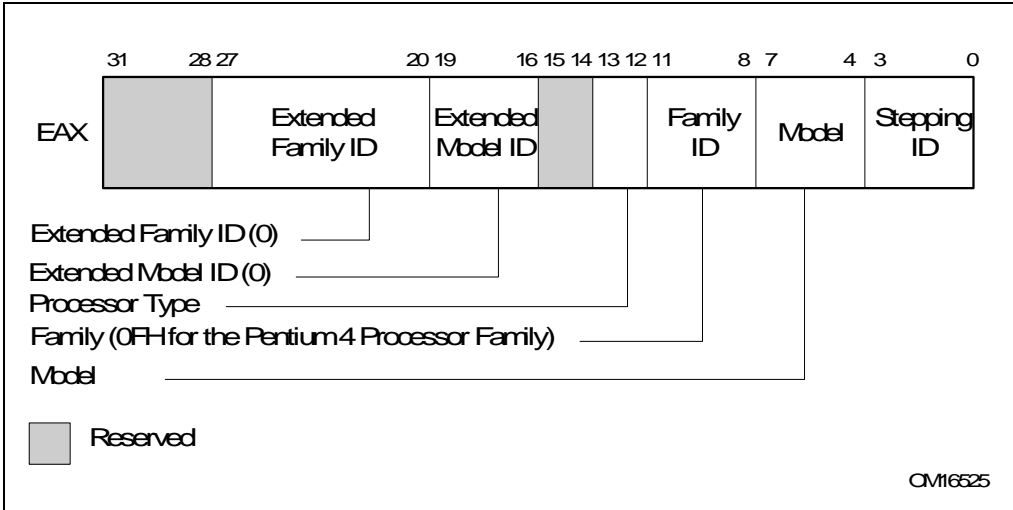 31 28 27 20 19 16 15 14 13 12 11 8 7 4 3 0
EAX
Extended Family ID
Extended Model ID
Family ID
Model
Stepping ID
Extended Family ID (0)
Extended Model ID (0)
Processor Type
Family (0FH for the Pentium 4 Processor Family)
Model
Reserved
OM16525